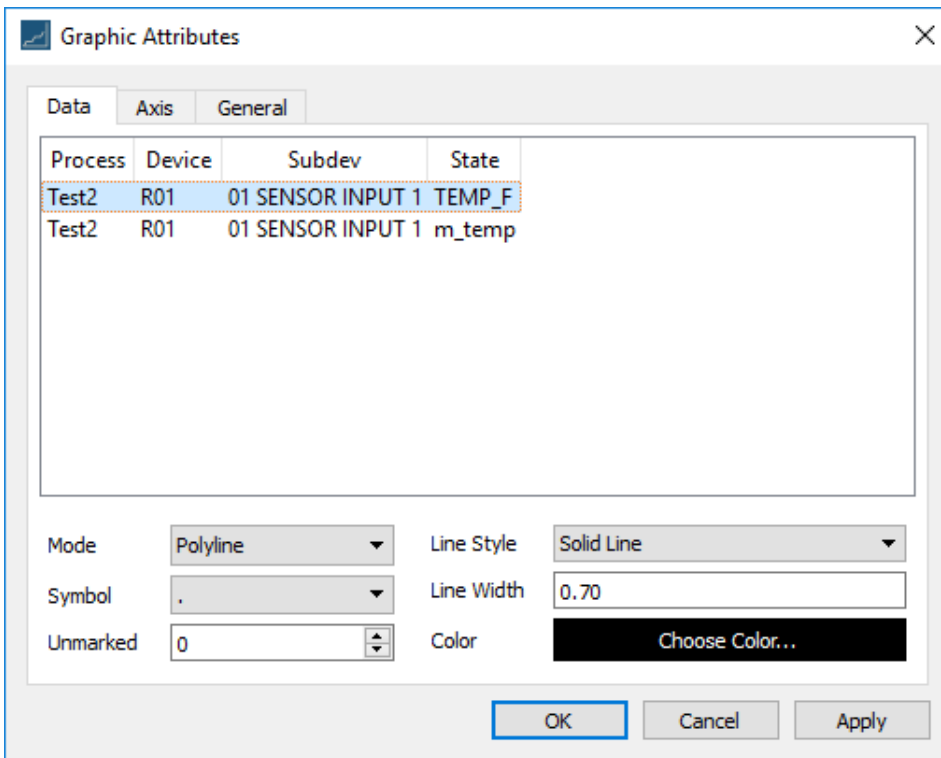 Graphic Attributes
Data Axis General
Process Device Subdev State
Test2 R01 01 SENSOR INPUT 1 TEMP_F
Test2 R01 01 SENSOR INPUT 1 m_temp
Mode Polyline Line Style Solid Line
Symbol . Line Width 0.70
Unmarked 0 Color Choose Color...
OK Cancel Apply